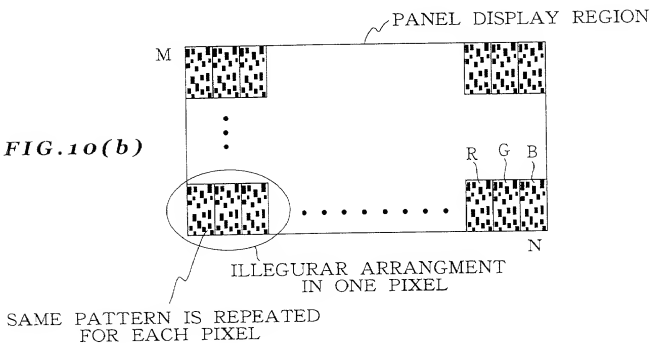 PANEL DISPLAY REGION
M
FIG.10(b)
R G B
N
ILLEGURAR ARRANGMENT
IN ONE PIXEL
SAME PATTERN IS REPEATED
FOR EACH PIXEL